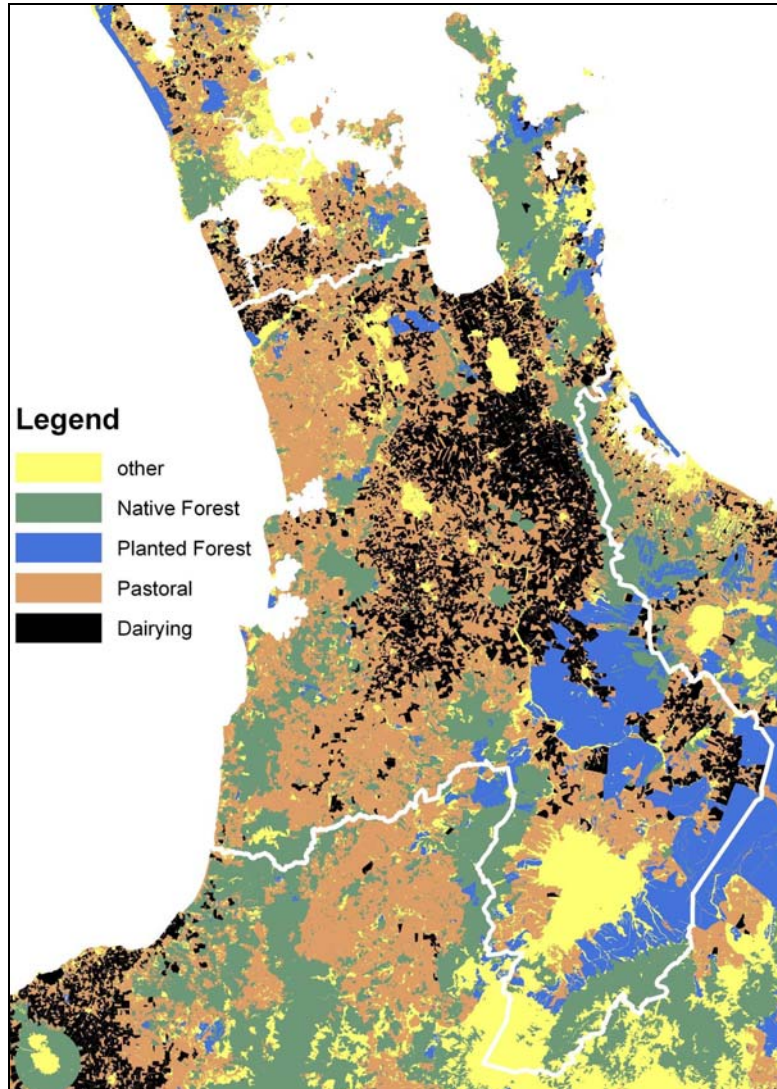 Legend
other
Native Forest
Planted Forest
Pastoral
Dairying